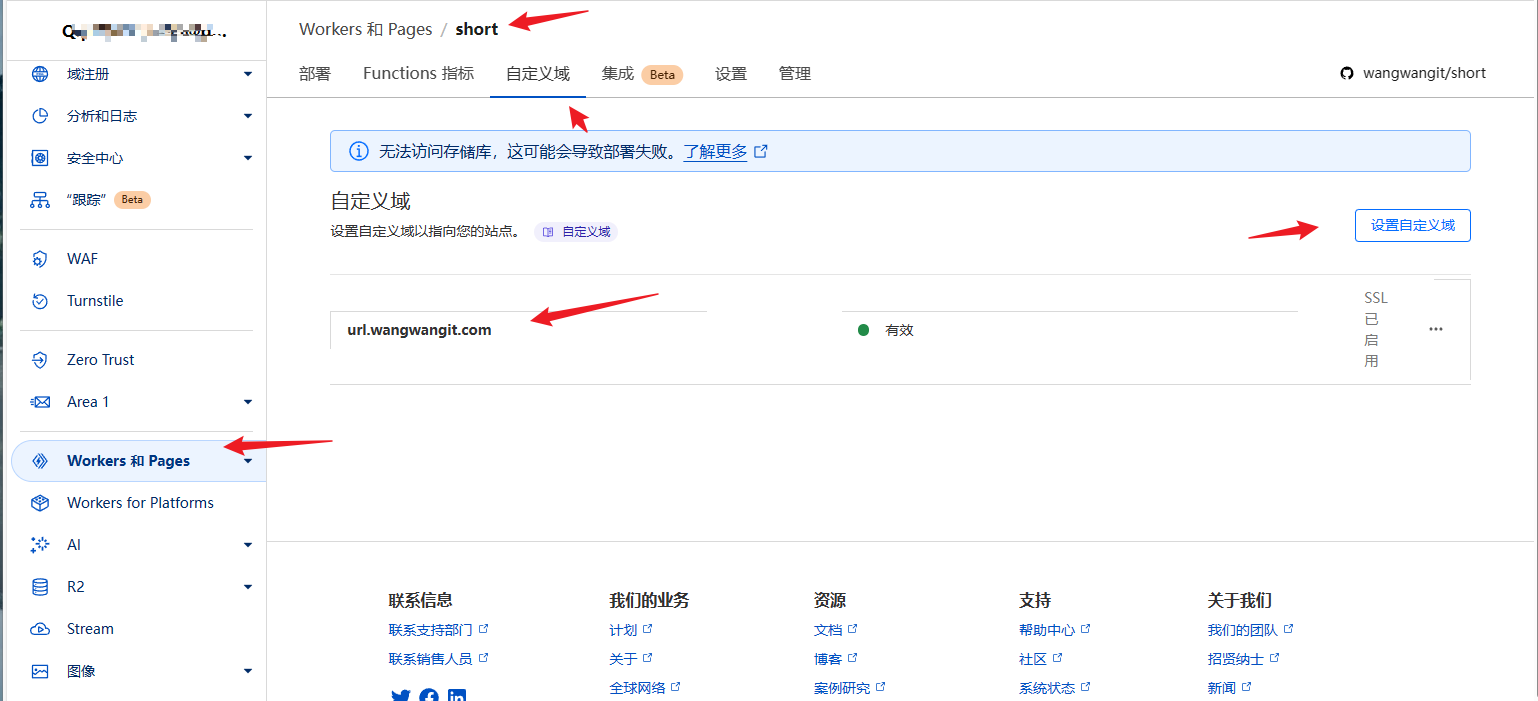 Workers 和 Pages / short
部署 Functions 指标 自定义域 集成 Beta 设置 管理 wangwangit/short
域注册
分析和日志
安全中心
“跟踪” Beta
WAF
Turnstile
Zero Trust
Area 1
Workers 和 Pages
Workers for Platforms
AI
R2
Stream
图像
无法访问存储库，这可能会导致部署失败。了解更多
自定义域
设置自定义域以指向您的站点。 自定义域
设置自定义域
url.wangwangit.com 有效 SSL
已
启
用
联系信息 我们的业务 资源 支持 关于我们
联系支持部门 计划 文档 帮助中心 我们的团队
联系销售人员 关于 博客 社区 招贤纳士
全球网络 案例研究 系统状态 新闻